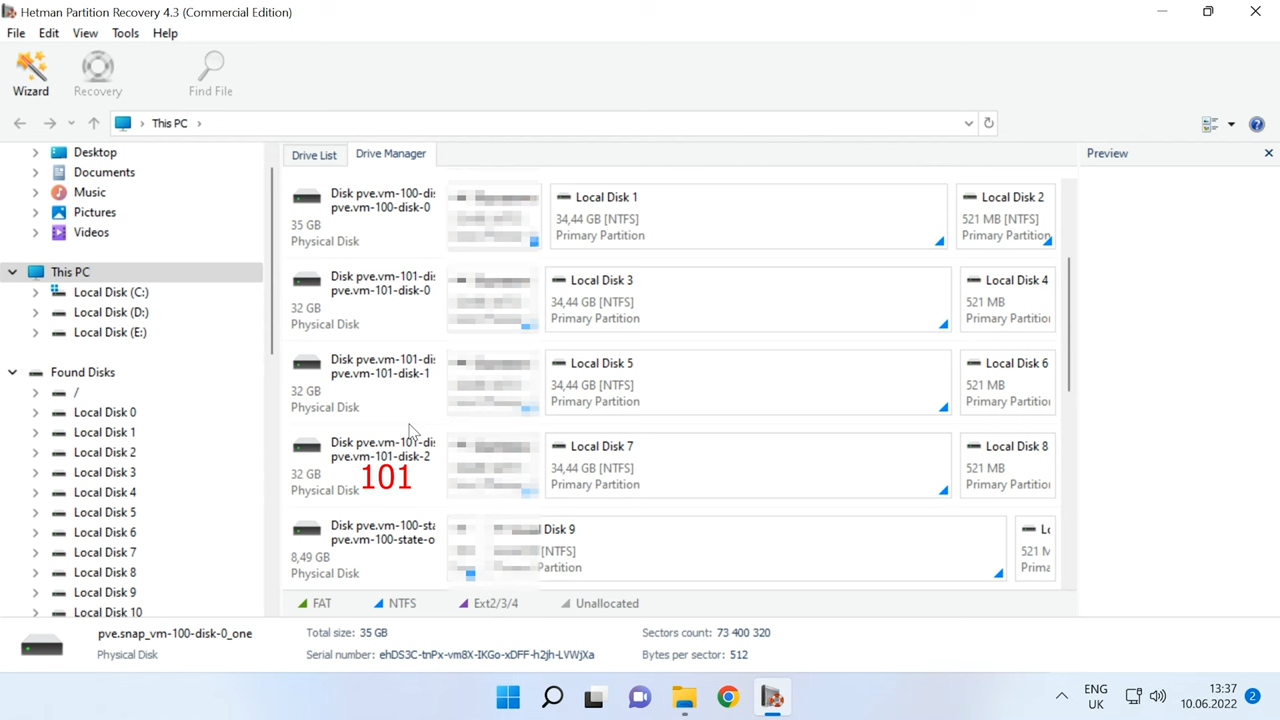 Hetman Partition Recovery 4.3 (Commercial Edition)
File Edit View Tools Help
Wizard Recovery Find File
This PC
Drive List Drive Manager Preview
Desktop
Documents
Music
Pictures
Videos
This PC
Local Disk (C:)
Local Disk (D:)
Local Disk (E:)
Found Disks
/
Local Disk 0
Local Disk 1
Local Disk 2
Local Disk 3
Local Disk 4
Local Disk 5
Local Disk 6
Local Disk 7
Local Disk 8
Local Disk 9
Local Disk 10
Disk pve.vm-100-di
pve.vm-100-disk-0
35 GB
Physical Disk
Local Disk 1
34,44 GB [NTFS]
Primary Partition
Local Disk 2
521 MB [NTFS]
Primary Partition
Disk pve.vm-101-di
pve.vm-101-disk-0
32 GB
Physical Disk
Local Disk 3
34,44 GB [NTFS]
Primary Partition
Local Disk 4
521 MB
Primary Partition
Disk pve.vm-101-di
pve.vm-101-disk-1
32 GB
Physical Disk
Local Disk 5
34,44 GB [NTFS]
Primary Partition
Local Disk 6
521 MB
Primary Partition
Disk pve.vm-101-di
pve.vm-101-disk-2
32 GB
Physical Disk
101
Local Disk 7
34,44 GB [NTFS]
Primary Partition
Local Disk 8
521 MB
Primary Partition
Disk pve.vm-100-sta
pve.vm-100-state-o
8,49 GB
Physical Disk
Disk 9
[NTFS]
Partition
521 M
Prima
FAT NTFS Ext2/3/4 Unallocated
pve.snap_vm-100-disk-0_one
Physical Disk
Total size: 35 GB
Serial number: ehDS3C-tnPx-vm8X-IKGo-xDFF-h2jh-LVWjXa
Sectors count: 73 400 320
Bytes per sector: 512
ENG
UK
13:37
10.06.2022
2